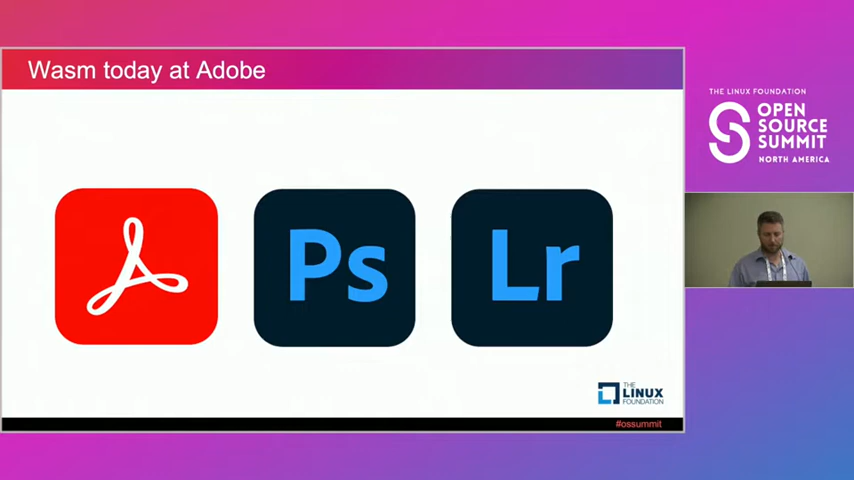 Wasm today at Adobe
Ps
Lr
THE
LINUX
FOUNDATION
#ossummit
THE LINUX FOUNDATION
OPEN
SOURCE
SUMMIT
NORTH AMERICA